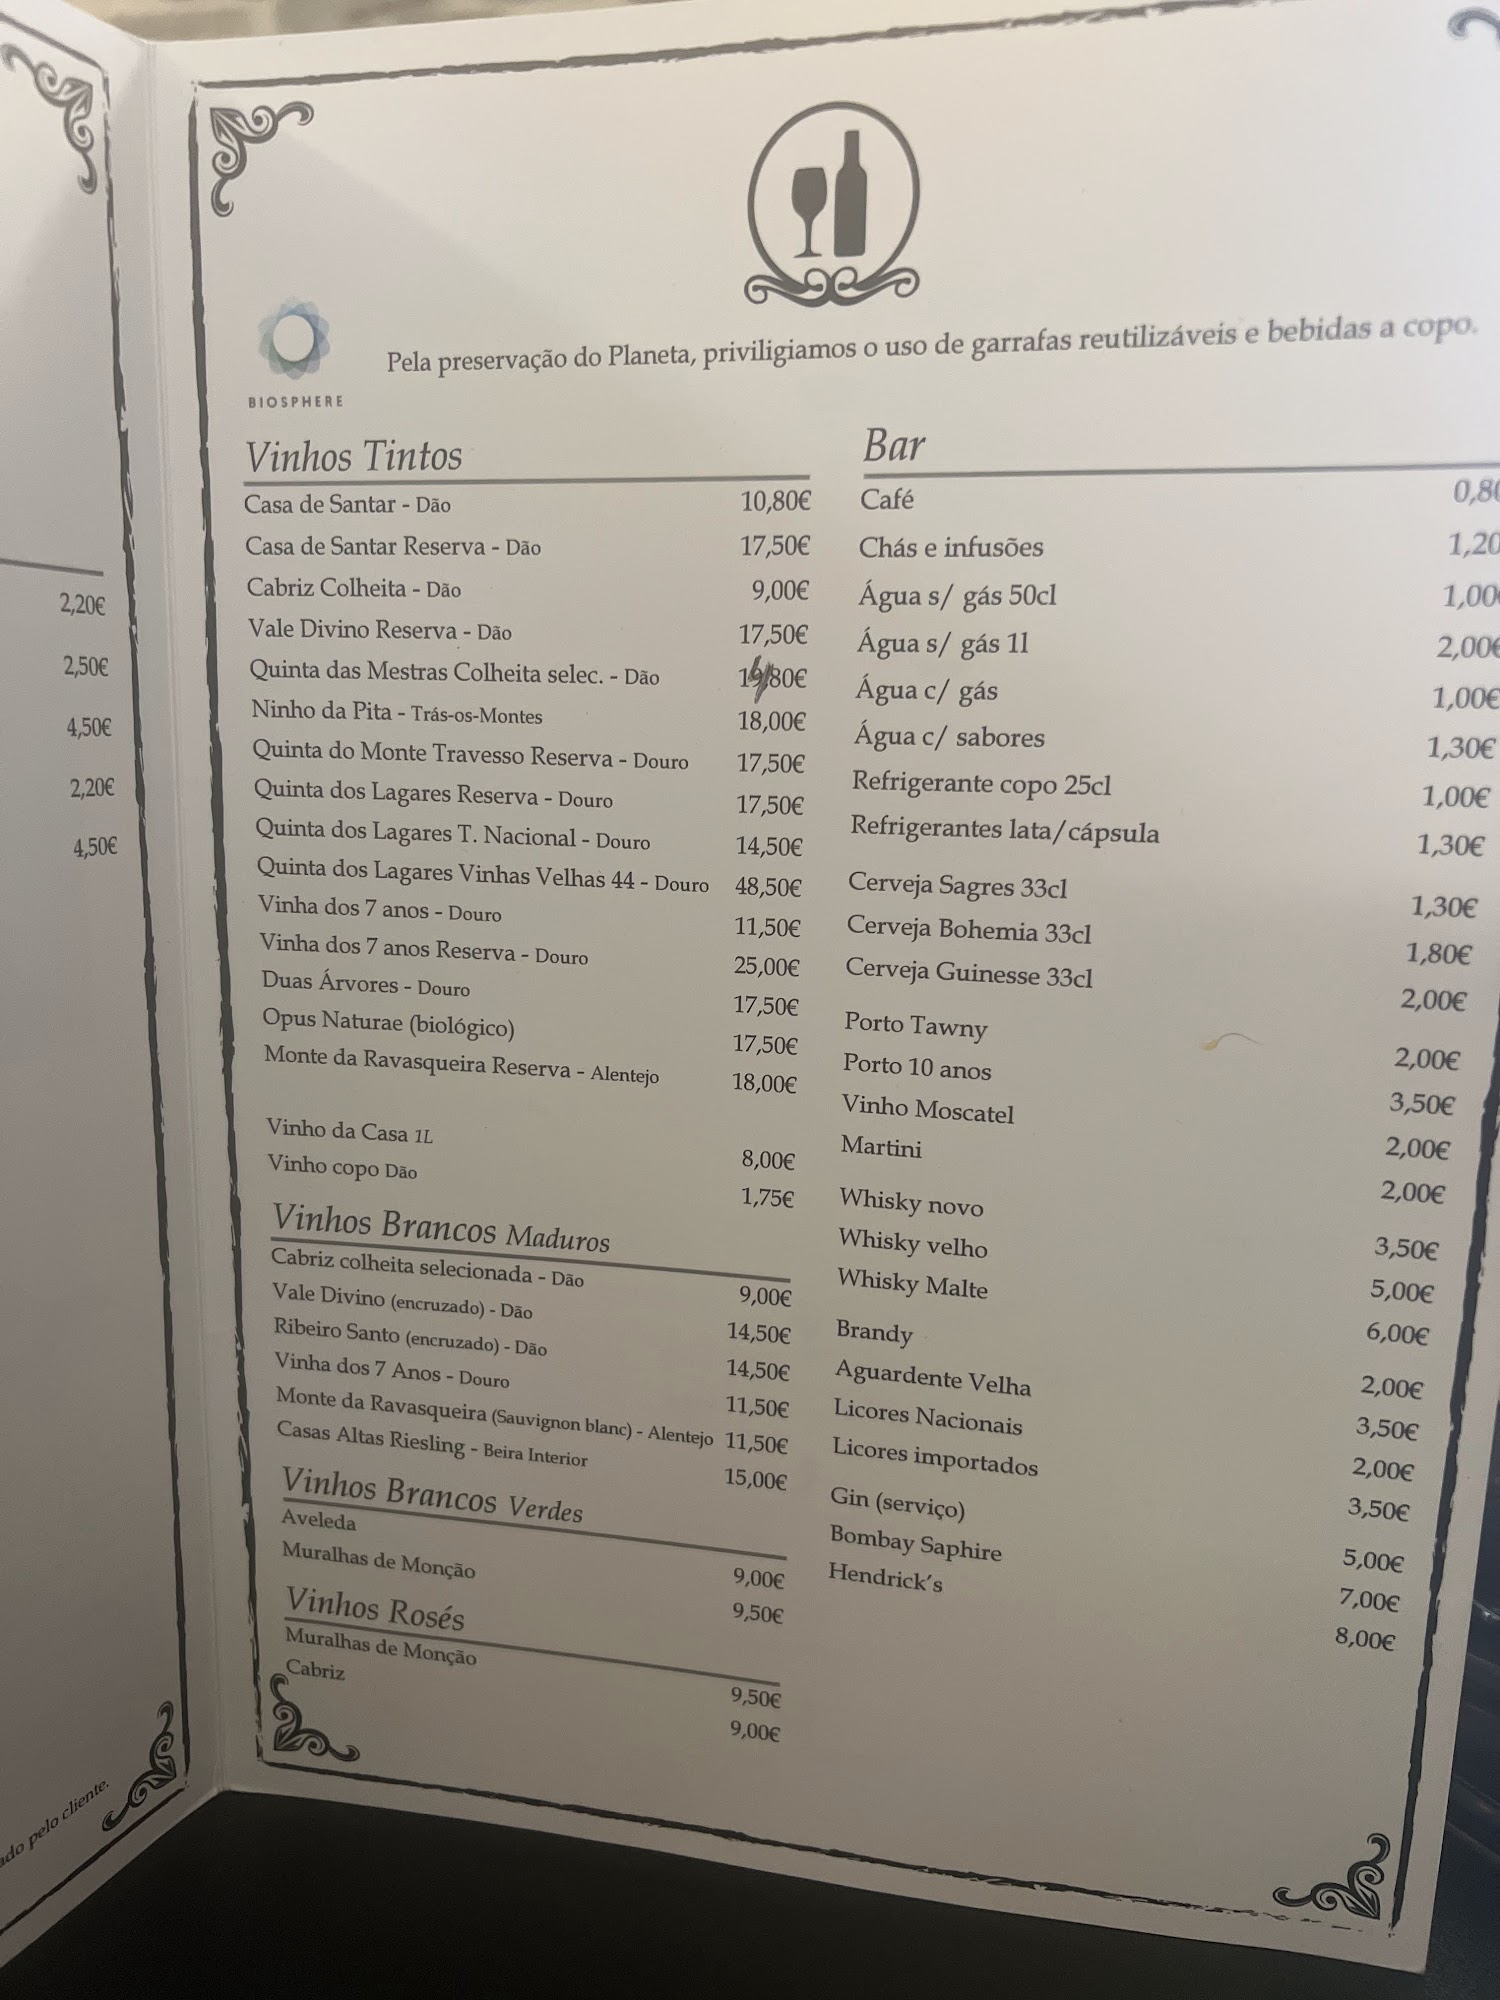 2,20€
2,50€
4,50€
2,20€
4,50€
pelo cliente.
BIOSPHERE
Pela preservação do Planeta, priviligiamos o uso de garrafas reutilizáveis e bebidas a copo.
Vinhos Tintos
Casa de Santar - Dão 10,80€
Casa de Santar Reserva - Dão 17,50€
Cabriz Colheita - Dão 9,00€
Vale Divino Reserva - Dão 17,50€
Quinta das Mestras Colheita selec. - Dão
Ninho da Pita - Trás-os-Montes 18,00€
Quinta do Monte Travesso Reserva - Douro 17,50€
Quinta dos Lagares Reserva - Douro 17,50€
Quinta dos Lagares T. Nacional - Douro 14,50€
Quinta dos Lagares Vinhas Velhas 44 - Douro 48,50€
Vinha dos 7 anos - Douro 11,50€
Vinha dos 7 anos Reserva - Douro 25,00€
Duas Árvores - Douro 17,50€
Opus Naturae (biológico) 17,50€
Monte da Ravasqueira Reserva - Alentejo 18,00€
Vinho da Casa 1L 8,00€
Vinho copo Dão 1,75€
Vinhos Brancos Maduros
Cabriz colheita selecionada - Dão 9,00€
Vale Divino (encruzado) - Dão 14,50€
Ribeiro Santo (encruzado) - Dão 14,50€
Vinha dos 7 Anos - Douro 11,50€
Monte da Ravasqueira (Sauvignon blanc) - Alentejo 11,50€
Casas Altas Riesling - Beira Interior 15,00€
Vinhos Brancos Verdes
Aveleda 9,00€
Muralhas de Monção 9,50€
Vinhos Rosés
Muralhas de Monção 9,50€
Cabriz 9,00€
Bar
Café 0,80
Chás e infusões 1,20
Água s/ gás 50cl 1,00€
Água s/ gás 1l 2,00€
Água c/ gás 1,00€
Água c/ sabores 1,30€
Refrigerante copo 25cl 1,00€
Refrigerantes lata/cápsula 1,30€
Cerveja Sagres 33cl 1,30€
Cerveja Bohemia 33cl 1,80€
Cerveja Guinesse 33cl 2,00€
Porto Tawny 2,00€
Porto 10 anos 3,50€
Vinho Moscatel 2,00€
Martini 2,00€
Whisky novo 3,50€
Whisky velho 5,00€
Whisky Malte 6,00€
Brandy 2,00€
Aguardente Velha 3,50€
Licores Nacionais 2,00€
Licores importados 3,50€
Gin (serviço) 5,00€
Bombay Saphire 7,00€
Hendrick's 8,00€